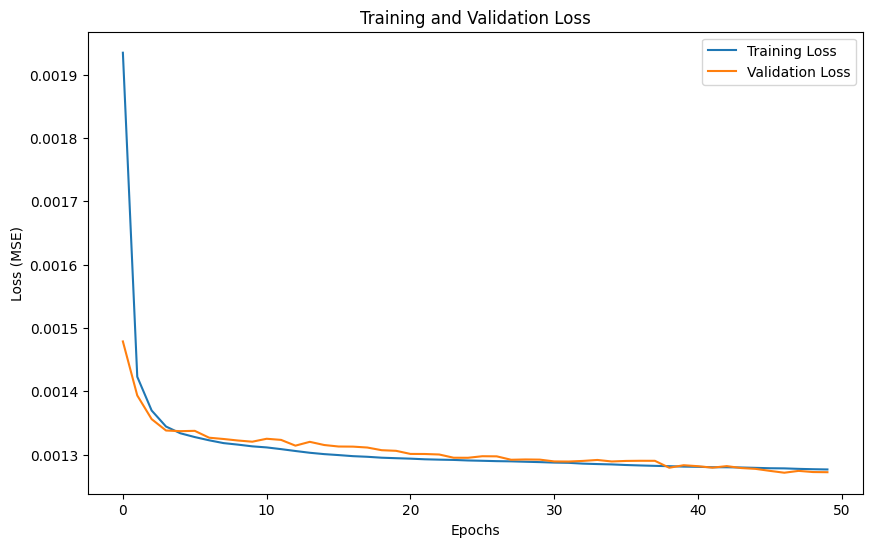 Training and Validation Loss
Training Loss
Validation Loss
Loss (MSE)
0.0019
0.0018
0.0017
0.0016
0.0015
0.0014
0.0013
0 10 20 30 40 50
Epochs